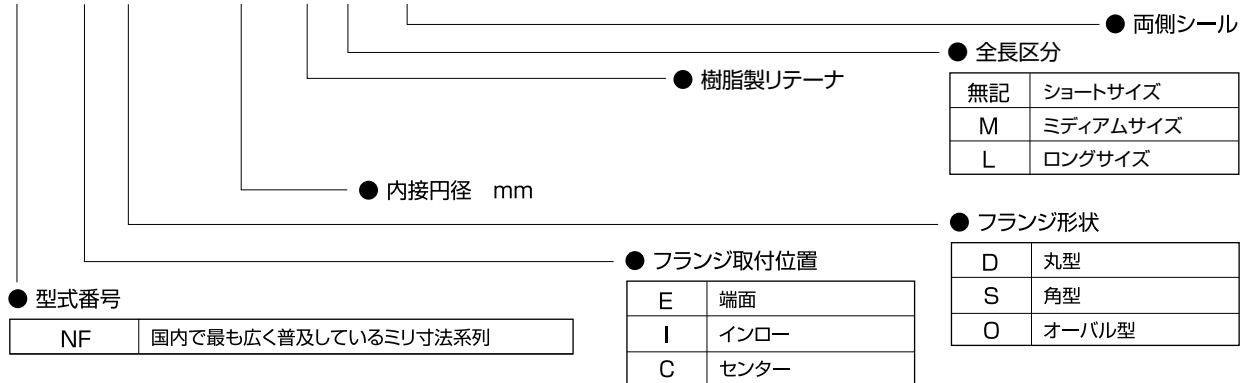 ● 両側シール
● 全長区分
無記 ショートサイズ
M ミディアムサイズ
L ロングサイズ
● 樹脂製リテーナ
● 内接円径 mm
● フランジ形状
D 丸型
S 角型
O オーバル型
● フランジ取付位置
E 端面
I インロー
C センター
● 型式番号
NF 国内で最も広く普及しているミリ寸法系列